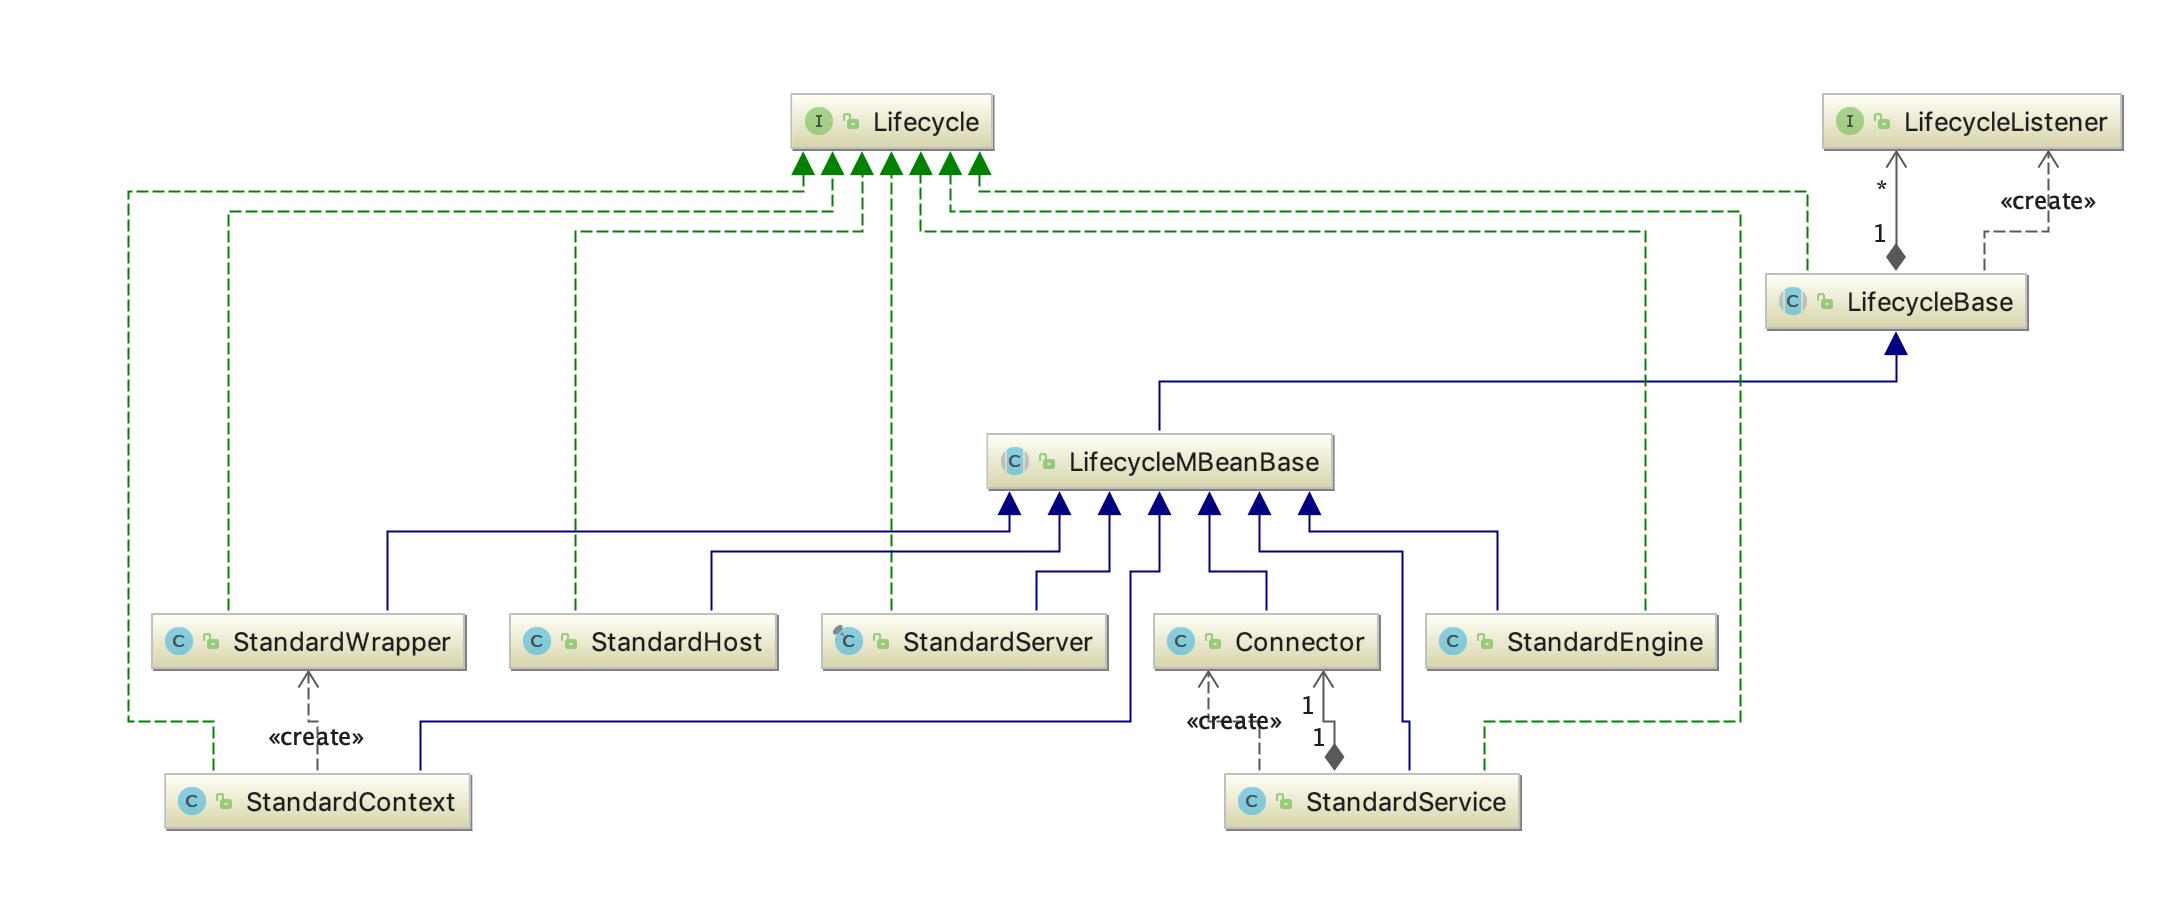 I Lifecycle
I LifecycleListener
*
«create»
1
C LifecycleBase
C LifecycleMBeanBase
C StandardWrapper
C StandardHost
C StandardServer
C Connector
C StandardEngine
«create»
«create»
1
1
C StandardContext
C StandardService